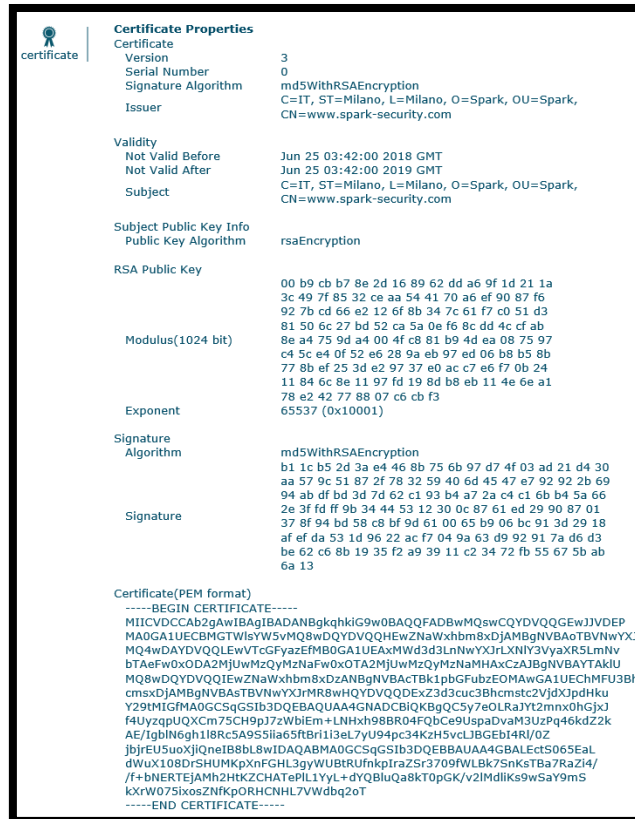 certificate
Certificate Properties
Certificate
Version 3
Serial Number 0
Signature Algorithm md5WithRSAEncryption
Issuer C=IT, ST=Milano, L=Milano, O=Spark, OU=Spark,
CN=www.spark-security.com
Validity
Not Valid Before Jun 25 03:42:00 2018 GMT
Not Valid After Jun 25 03:42:00 2019 GMT
Subject C=IT, ST=Milano, L=Milano, O=Spark, OU=Spark,
CN=www.spark-security.com
Subject Public Key Info
Public Key Algorithm rsaEncryption
RSA Public Key
Modulus(1024 bit)
00 b9 cb b7 8e 2d 16 89 62 dd a6 9f 1d 21 1a
3c 49 7f 85 32 ce aa 54 41 70 a6 ef 90 87 f6
92 7b cd 66 e2 12 6f 8b 34 7c 61 f7 c0 51 d3
81 50 6c 27 bd 52 ca 5a 0e f6 8c dd 4c cf ab
8e a4 75 9d a4 00 4f c8 81 b9 4d ea 08 75 97
c4 5c e4 0f 52 e6 28 9a eb 97 ed 06 b8 b5 8b
77 8b ef 25 3d e2 97 37 e0 ac c7 e6 f7 0b 24
11 84 6c 8e 11 97 fd 19 8d b8 eb 11 4e 6e a1
78 e2 42 77 88 07 c6 cb f3
Exponent 65537 (0x10001)
Signature
Algorithm md5WithRSAEncryption
Signature
b1 1c b5 2d 3a e4 46 8b 75 6b 97 d7 4f 03 ad 21 d4 30
aa 57 9c 51 87 2f 78 32 59 40 6d 45 47 e7 92 92 2b 69
94 ab df bd 3d 7d 62 c1 93 b4 a7 2a c4 c1 6b b4 5a 66
2e 3f fd ff 9b 34 44 53 12 30 0c 87 61 ed 29 90 87 01
37 8f 94 bd 58 c8 bf 9d 61 00 65 b9 06 bc 91 3d 29 18
af ef da 53 1d 96 22 ac f7 04 9a 63 d9 92 91 7a d6 d3
be 62 c6 8b 19 35 f2 a9 39 11 c2 34 72 fb 55 67 5b ab
6a 13
Certificate(PEM format)
-----BEGIN CERTIFICATE-----
MIICVDCCAb2gAwIBAgIBADANBgkqhkiG9w0BAQQFADBwMQswCQYDVQQGEwJJVDEP
MA0GA1UECBMGTWlsYW5vMQ8wDQYDVQQHEwZNaWxhbm8xDjAMBgNVBAoTBVNwYXJ
MQ4wDAYDVQQLEwVTcGFyazEfMB0GA1UEAxMWd3d3LnNwYXJrLXNlY3VyaXR5LmNv
bTAeFw0xODA2MjUwMzQyMzNaFw0xOTA2MjUwMzQyMzNaMHAxCzAJBgNVBAYTAklU
MQ8wDQYDVQQIEwZNaWxhbm8xDzANBgNVBAcTBk1pbGFubzEOMAwGA1UEChMFU3Bh
cmsxDjAMBgNVBAsTBVNwYXJrMR8wHQYDVQQDExZ3d3cuc3Bhcmstc2VjdXJpdHku
Y29tMIGfMA0GCSqGSIb3DQEBAQUAA4GNADCBiQKBgQC5y7eOLRaJYt2mnx0hGjxJ
f4UyzqpUQXCm75CH9pJ7zWbiEm+LNHxh98BR04FQbCe9UspaDvaM3UzPq46kdZ2k
AE/IgblN6gh1l8Rc5A9S5iia65ftBri1i3eL7yU94pc34KzH5vcLJBGEbI4Rl/0Z
jbjrEU5uoXjiQneIB8bL8wIDAQABMA0GCSqGSIb3DQEBBAUAA4GBALEctS065EaL
dWuX108DrSHUMKpXnFGHL3gyWUBtRUfnkpIraZSr3709fWLBk7SnKsTBa7RaZi4/
/f+bNERTEjAMh2HtKZCHATePlL1YyL+dYQBluQa8kT0pGK/v2lMdliKs9wSaY9mS
kXrW075ixosZNfKpORHCNHL7VWdbq2oT
-----END CERTIFICATE-----